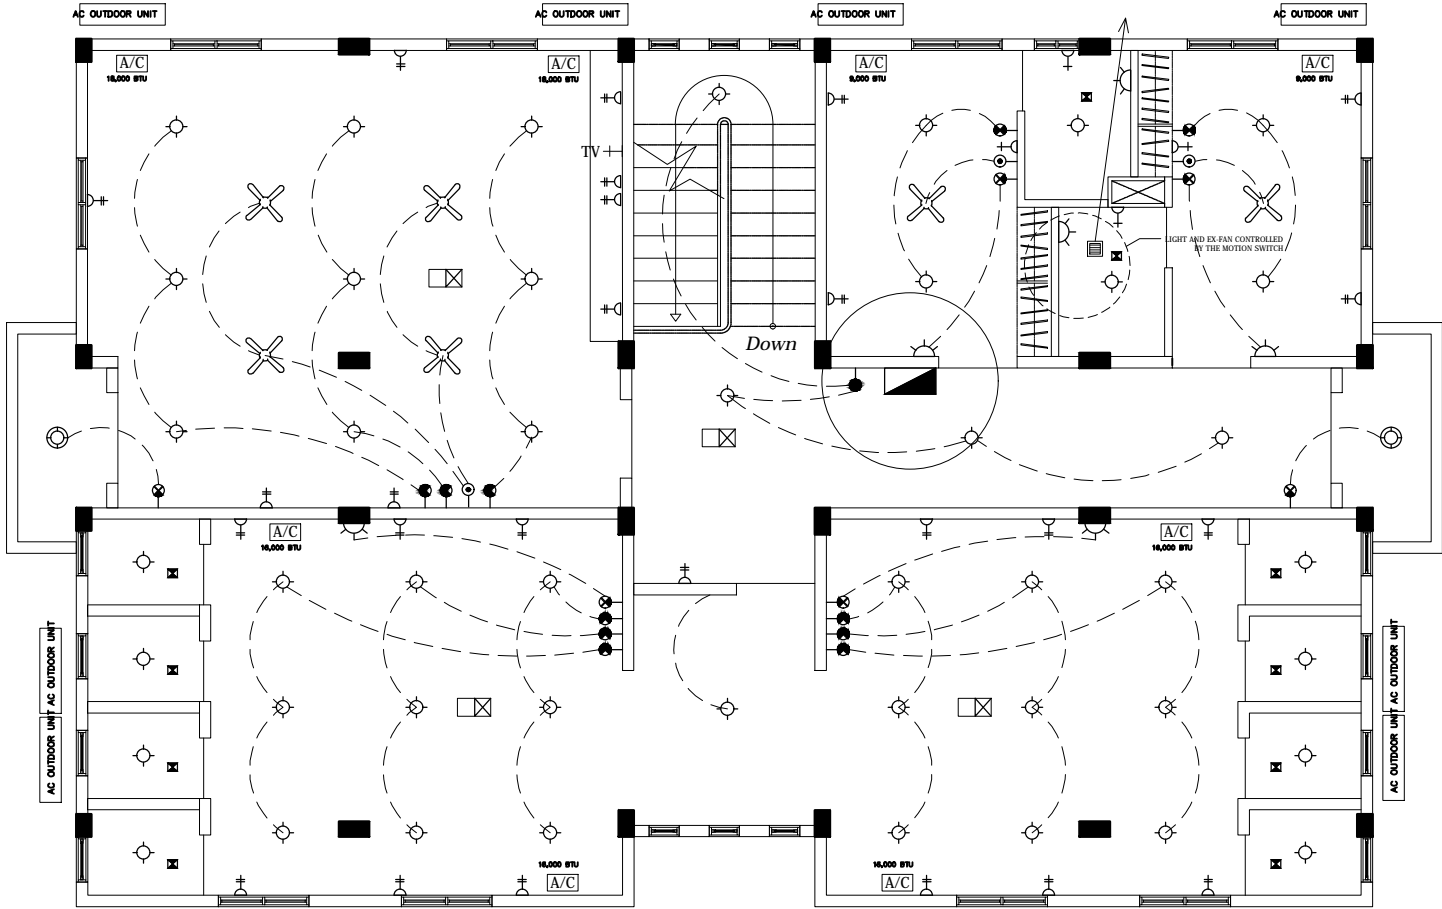 AC OUTDOOR UNIT
AC OUTDOOR UNIT
AC OUTDOOR UNIT
AC OUTDOOR UNIT
A/C
18,000 BTU
A/C
18,000 BTU
A/C
9,000 BTU
A/C
9,000 BTU
TV
LIGHT AND EX-FAN CONTROLLED
BY THE MOTION SWITCH
Down
A/C
18,000 BTU
A/C
18,000 BTU
AC OUTDOOR UNIT
AC OUTDOOR UNIT
AC OUTDOOR UNIT
AC OUTDOOR UNIT
18,000 BTU
A/C
18,000 BTU
A/C